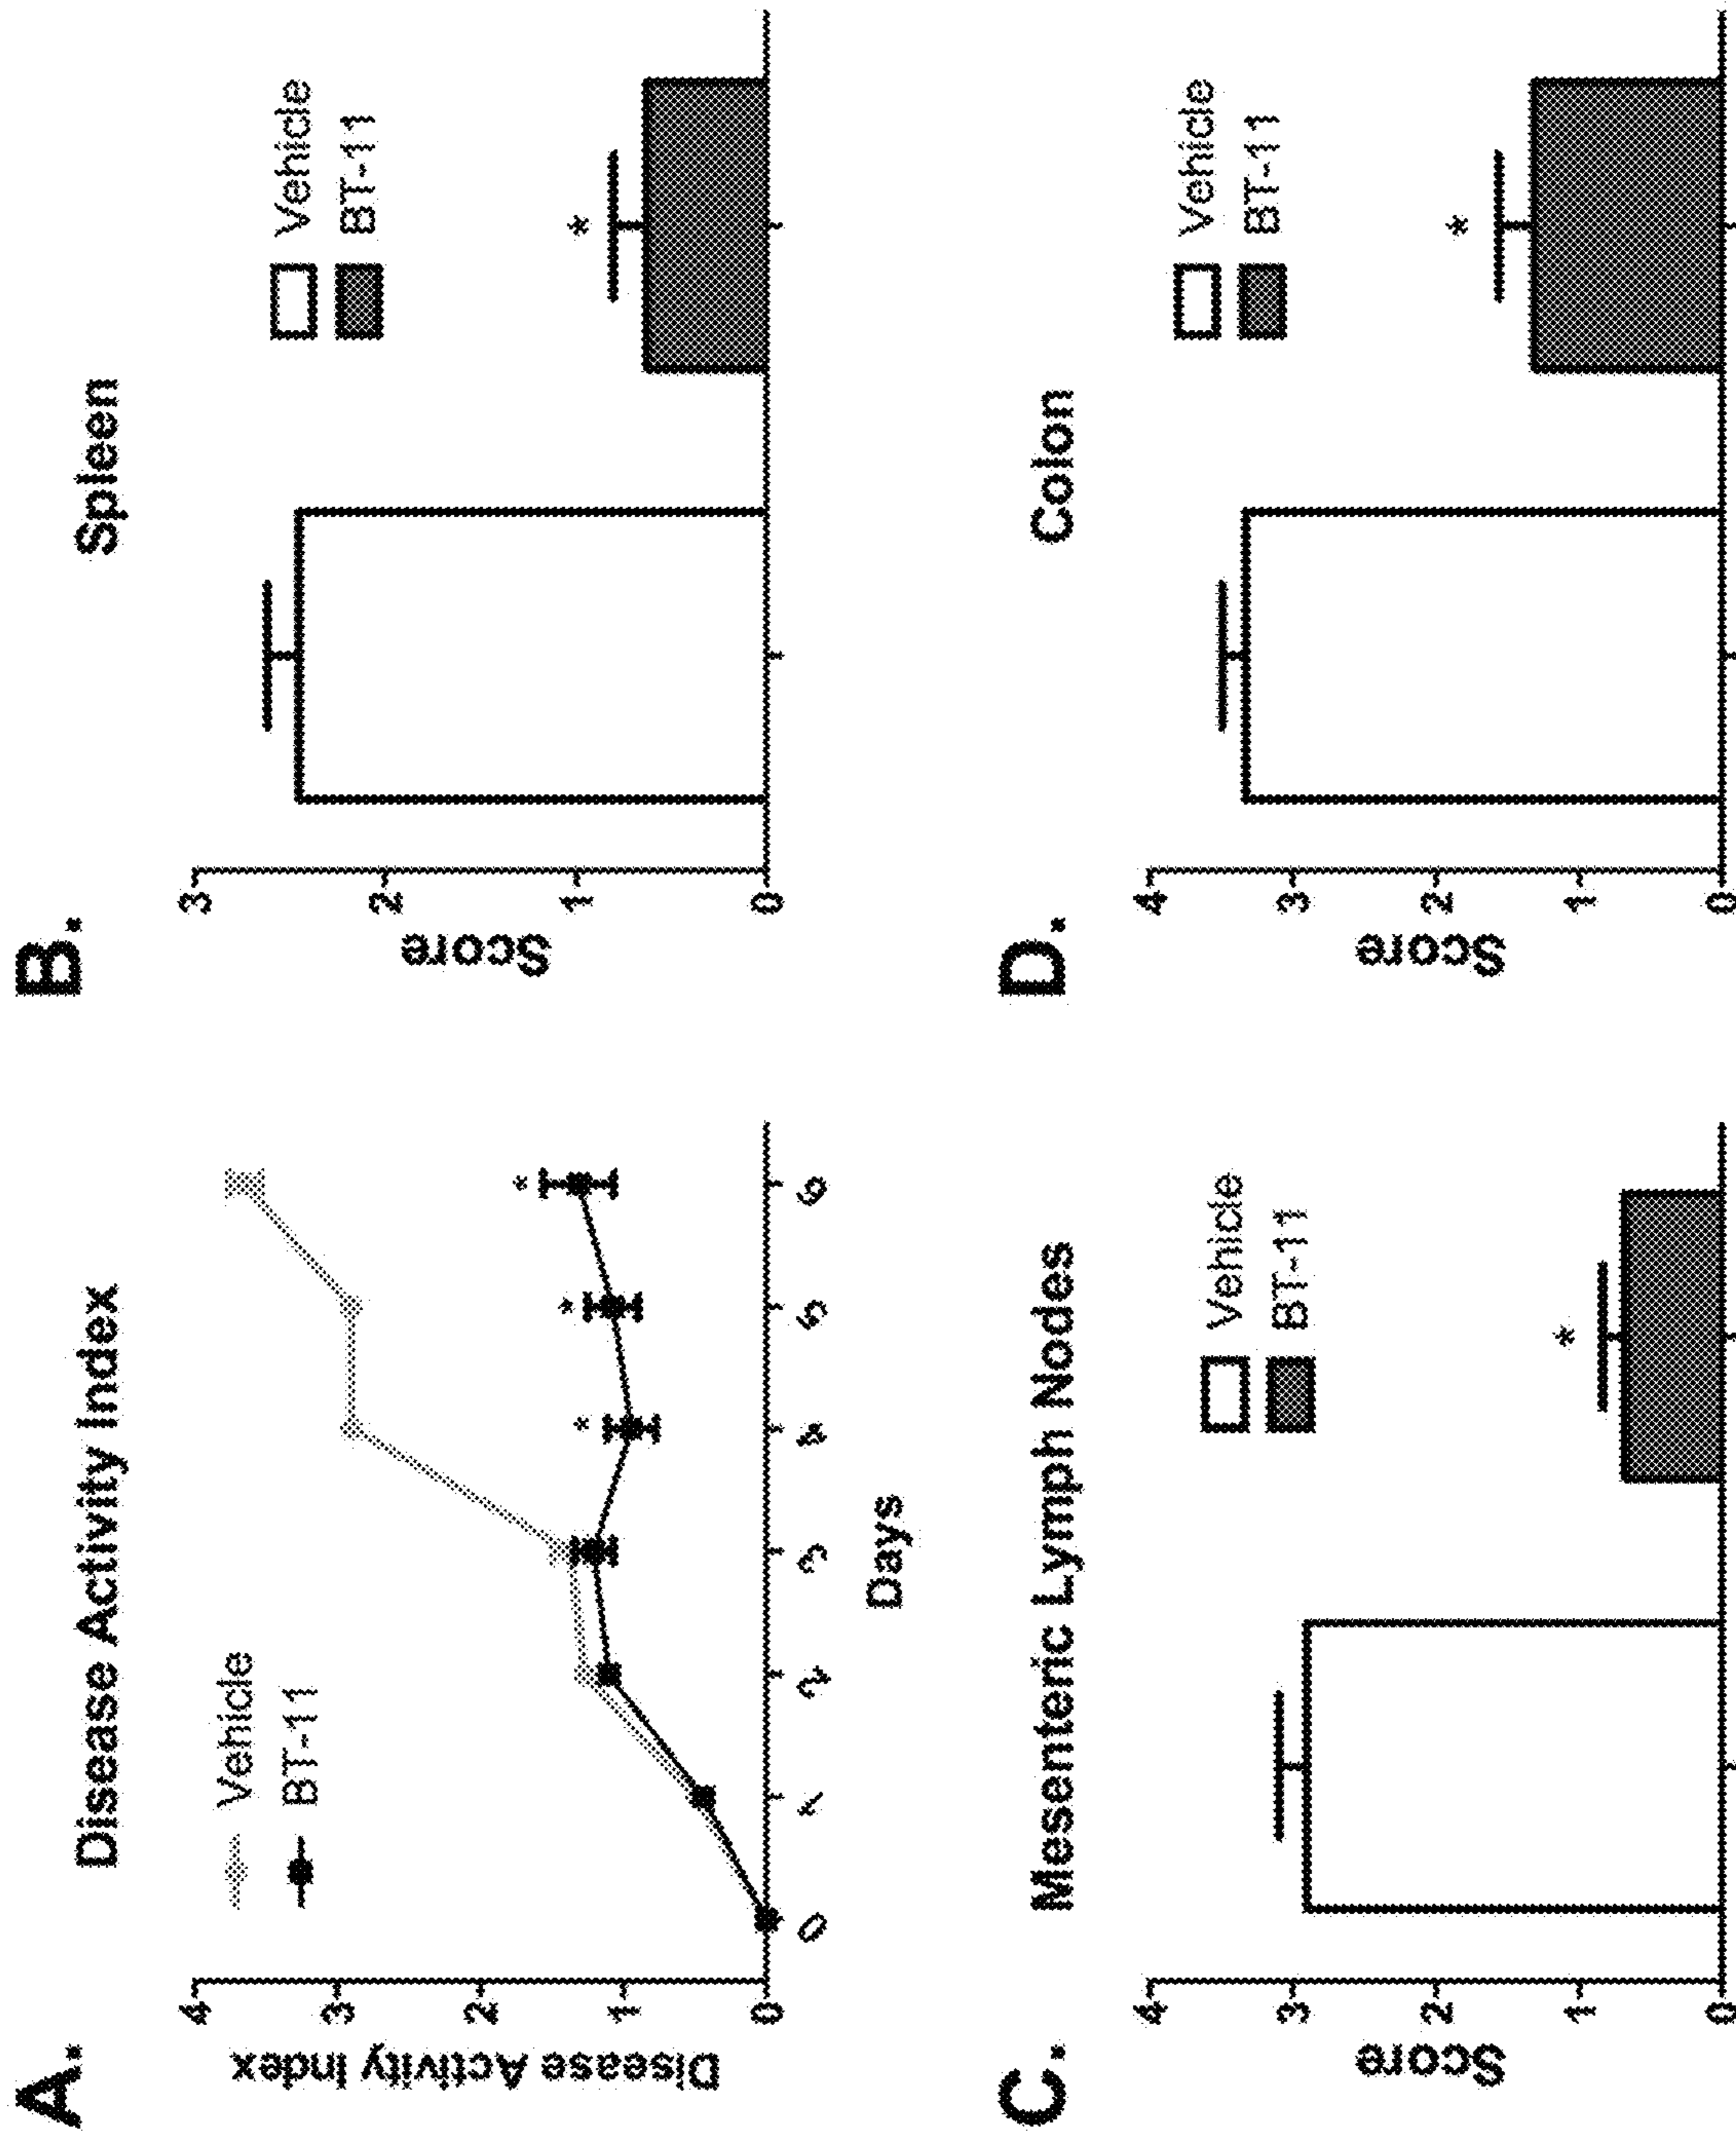 A.
Disease Activity Index
Vehicle
BT-11
Disease Activity Index
4
3
2
1
0
0 1 2 3 4 5 6
* * *
Days
B.
Spleen
Vehicle
BT-11
Score
3
2
1
0
*
C.
Mesenteric Lymph Nodes
Vehicle
BT-11
Score
4
3
2
1
0
*
D.
Colon
Vehicle
BT-11
Score
4
3
2
1
0
*